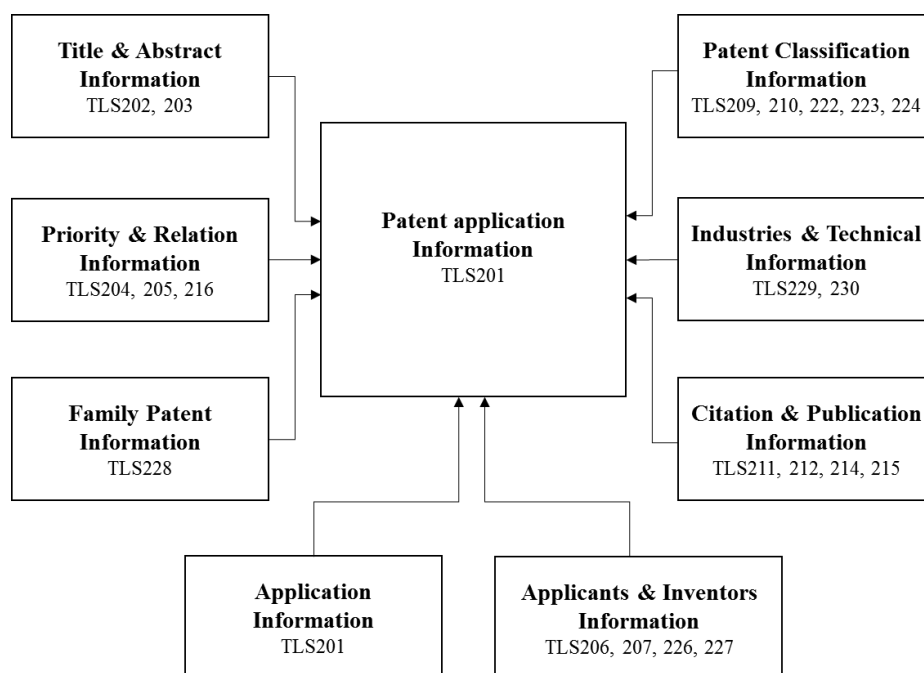 Title & Abstract
Information
TLS202, 203
Patent Classification
Information
TLS209, 210, 222, 223, 224
Patent application
Information
TLS201
Priority & Relation
Information
TLS204, 205, 216
Industries & Technical
Information
TLS229, 230
Family Patent
Information
TLS228
Citation & Publication
Information
TLS211, 212, 214, 215
Application
Information
TLS201
Applicants & Inventors
Information
TLS206, 207, 226, 227